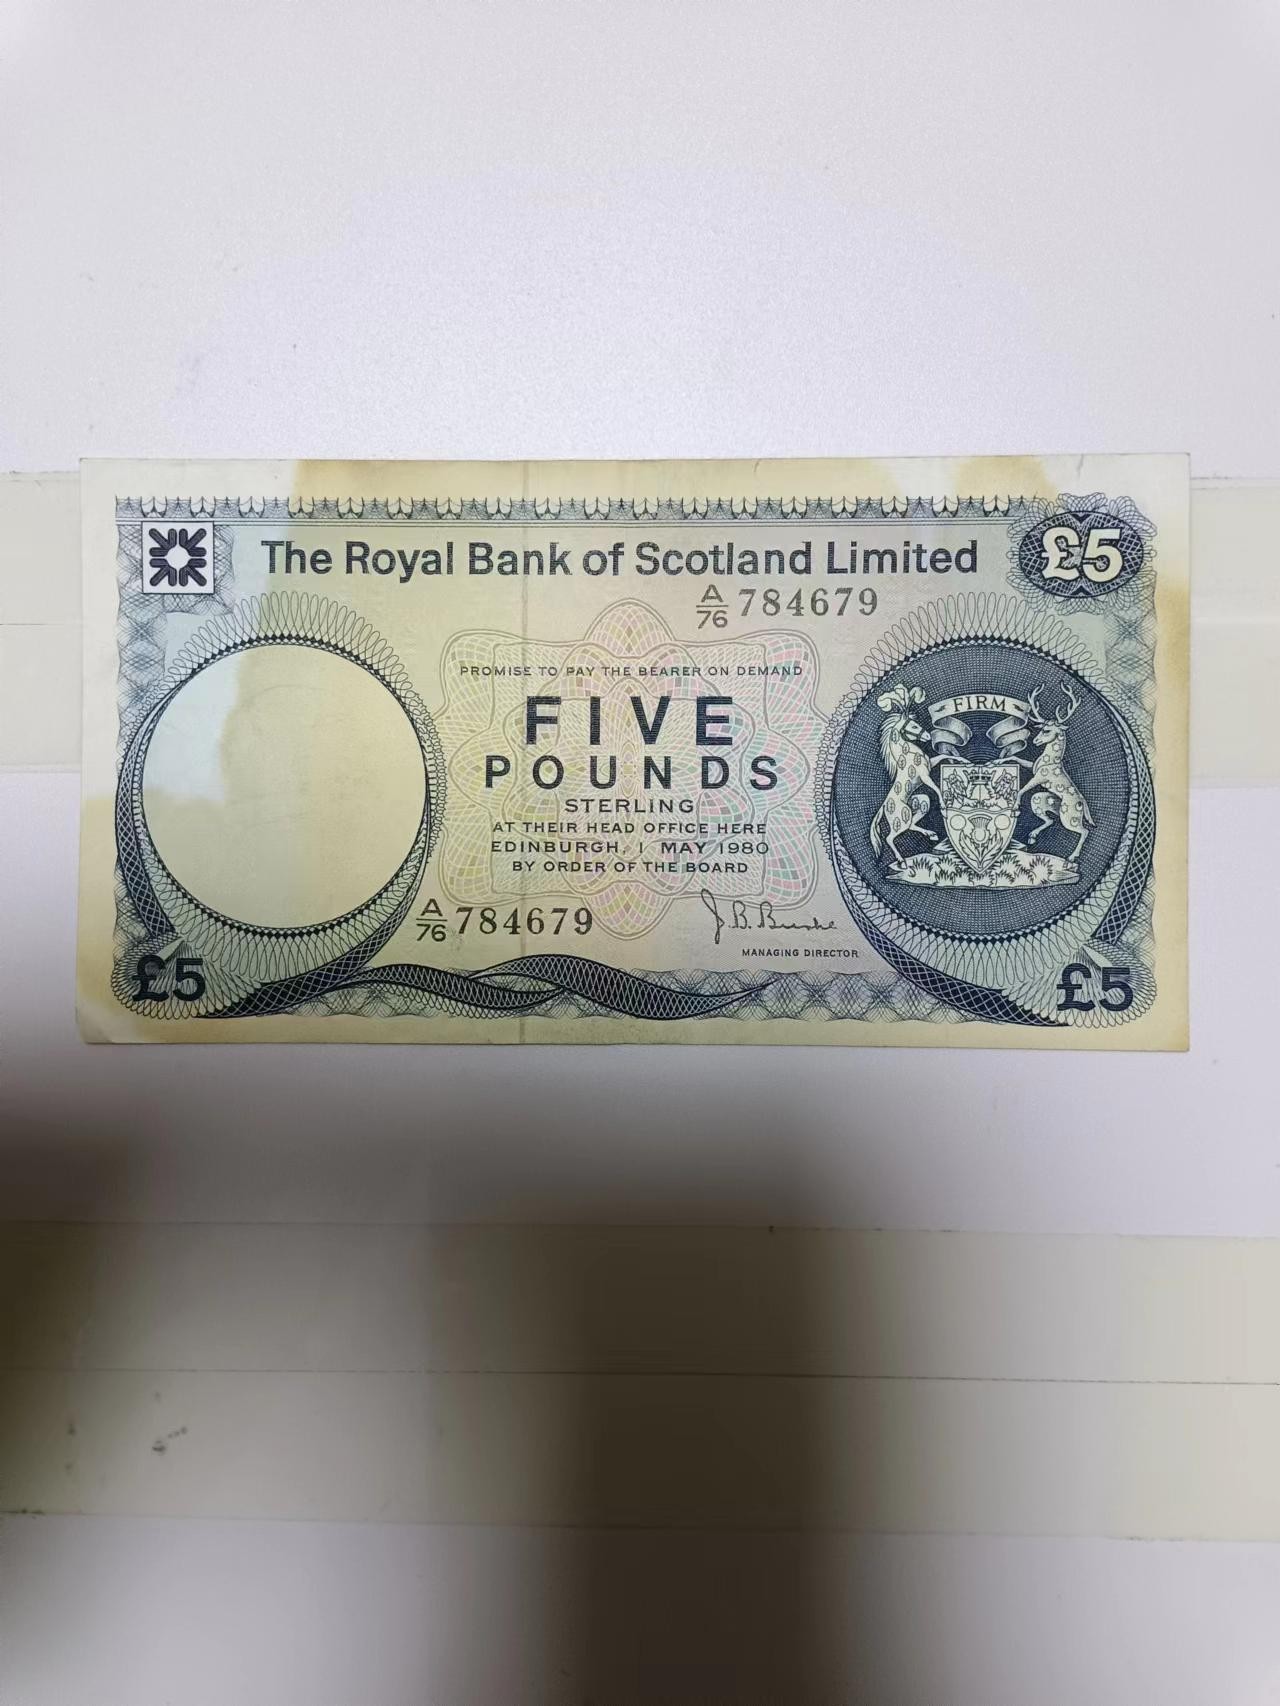 The Royal Bank of Scotland Limited
£5
A/76 784679
PROMISE TO PAY THE BEARER ON DEMAND
FIVE
POUNDS
STERLING
AT THEIR HEAD OFFICE HERE
EDINBURGH, 1 MAY 1980
BY ORDER OF THE BOARD
FIRM
A/76 784679
J. B. Burke
MANAGING DIRECTOR
£5
£5